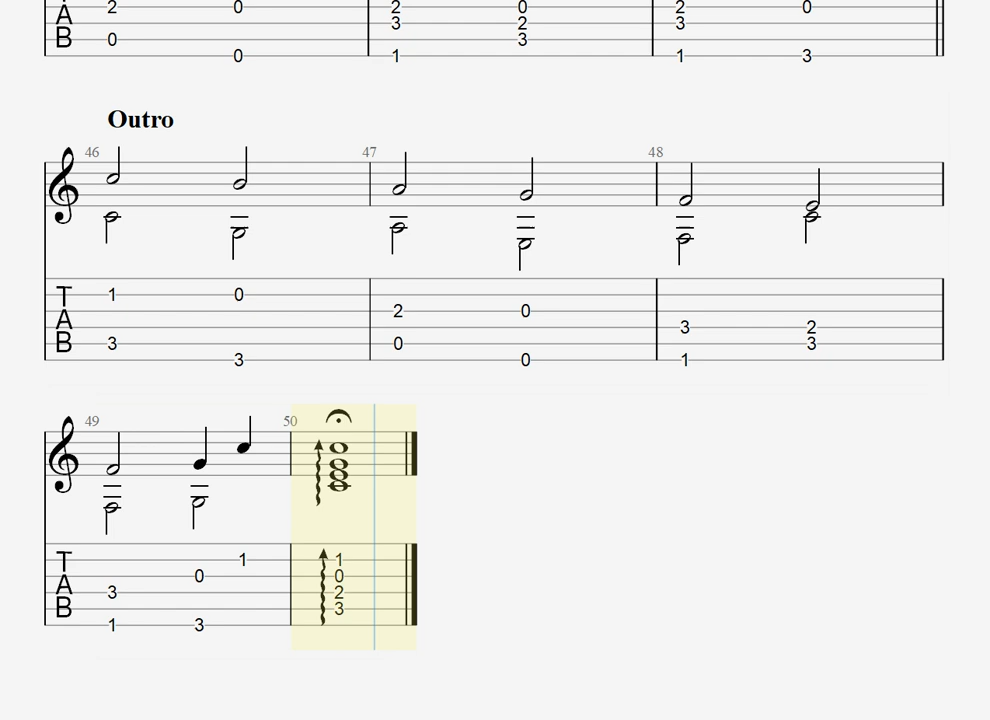 2 0 2 0 2 0
T
A 3 2 3
B 0 3
0 1 1 3
Outro
46 47 48
T 1 0
2 0
A 3 2
B 3 0 3
3 0 1
49 50
T 1 1
0 0
A 3 2
B 3
1 3